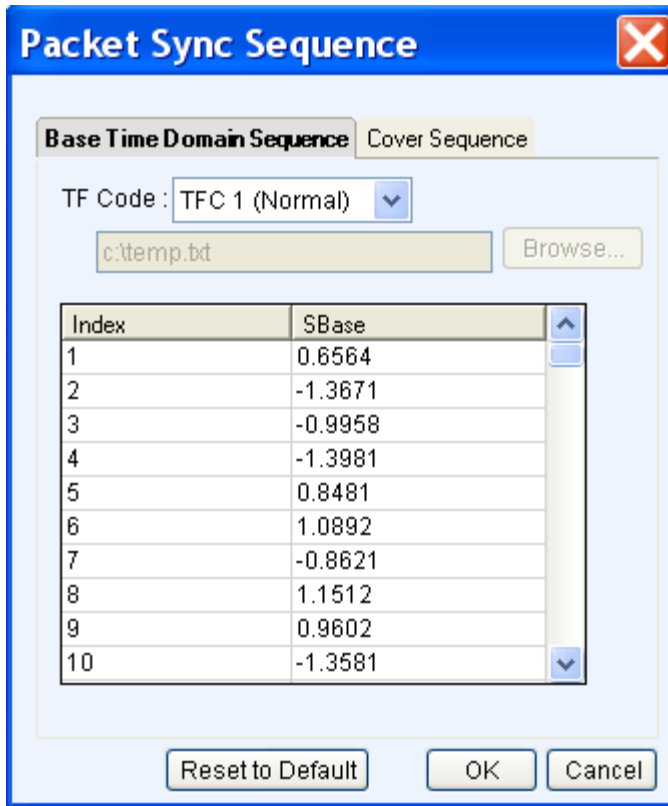 Packet Sync Sequence
Base Time Domain Sequence Cover Sequence
TF Code : TFC 1 (Normal)
c:\temp.txt Browse...
Index SBase
1 0.6564
2 -1.3671
3 -0.9958
4 -1.3981
5 0.8481
6 1.0892
7 -0.8621
8 1.1512
9 0.9602
10 -1.3581
Reset to Default OK Cancel